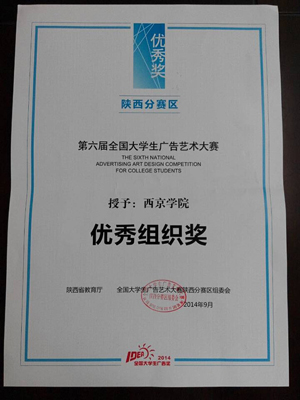 优秀奖
陕西分赛区
第六届全国大学生广告艺术大赛
THE SIXTH NATIONAL
ADVERTISING ART DESIGN COMPETITION
FOR COLLEGE STUDENTS
授予：西京学院
优秀组织奖
陕西省教育厅 全国大学生广告艺术大赛陕西分赛区组委会
2014年9月
IDEA 2014
全国大学生广告节